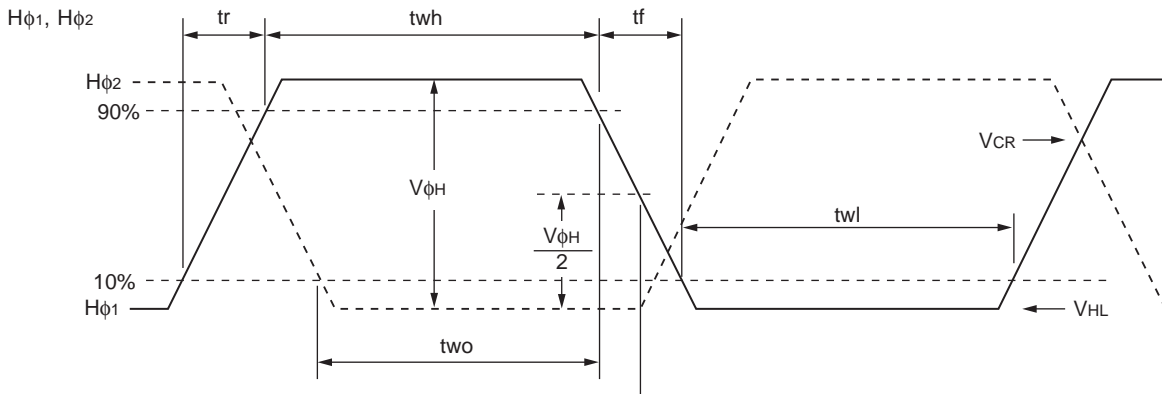 Hϕ1, Hϕ2
tr
twh
tf
Hϕ2
90%
VCR
VϕH
twl
VϕH
2
10%
Hϕ1
VHL
two